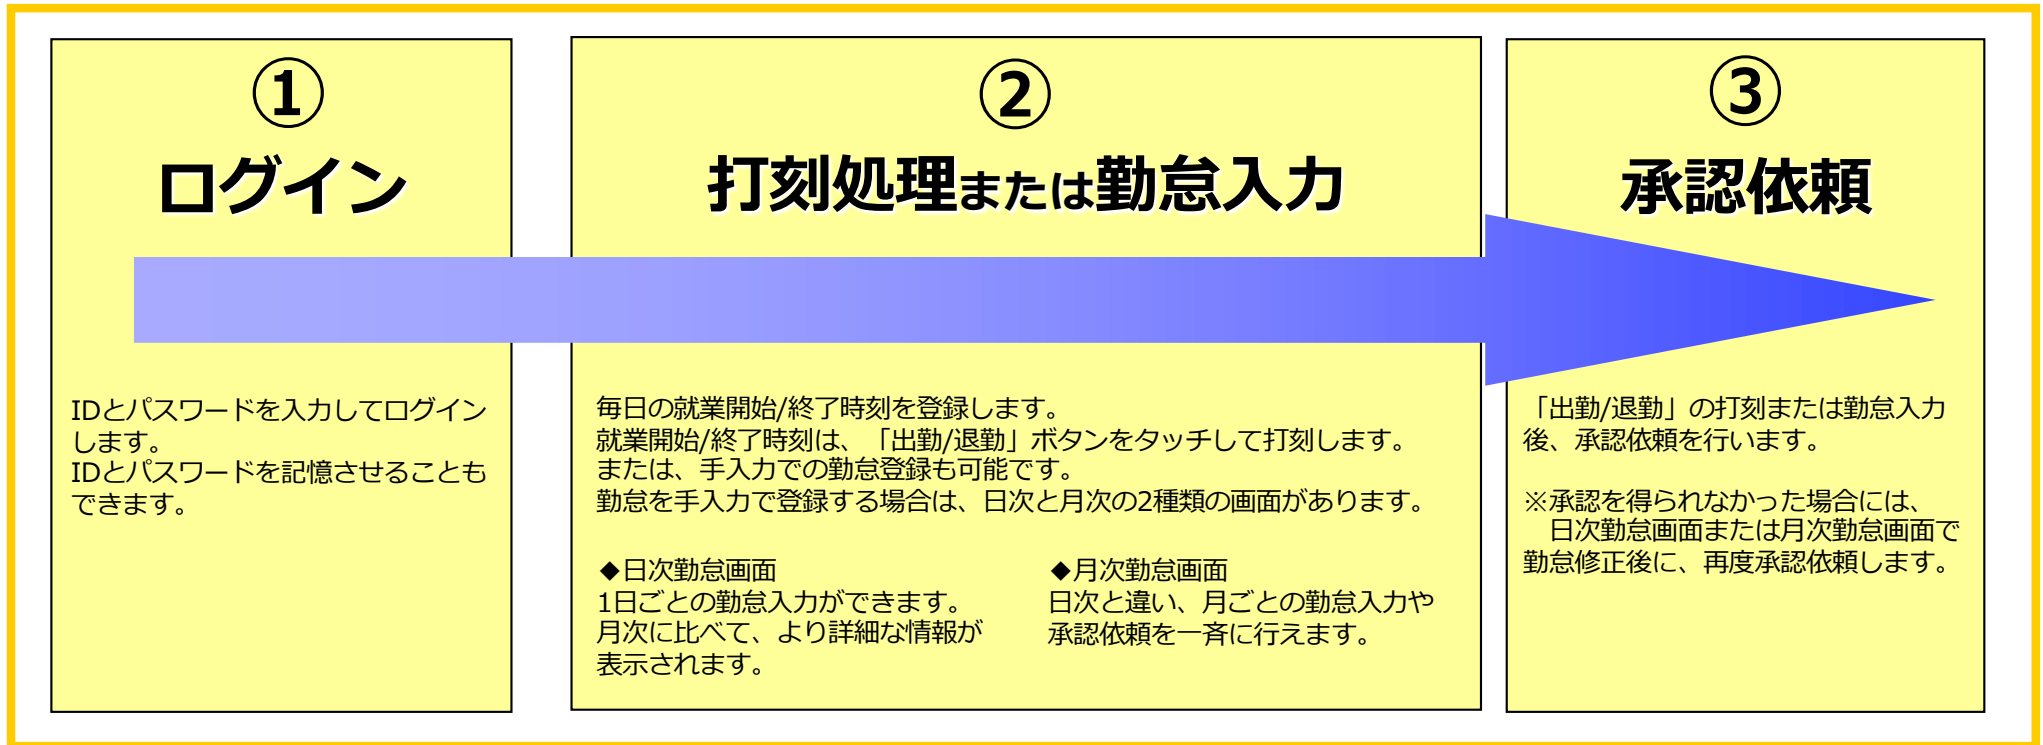 ①
ログイン
IDとパスワードを入力してログイン
します。
IDとパスワードを記憶させることも
できます。
②
打刻処理または勤怠入力
毎日の就業開始/終了時刻を登録します。
就業開始/終了時刻は、「出勤/退勤」ボタンをタッチして打刻します。
または、手入力での勤怠登録も可能です。
勤怠を手入力で登録する場合は、日次と月次の2種類の画面があります。
◆日次勤怠画面
1日ごとの勤怠入力ができます。
月次に比べて、より詳細な情報が
表示されます。
◆月次勤怠画面
日次と違い、月ごとの勤怠入力や
承認依頼を一斉に行えます。
③
承認依頼
「出勤/退勤」の打刻または勤怠入力
後、承認依頼を行います。
※承認を得られなかった場合には、
　日次勤怠画面または月次勤怠画面で
勤怠修正後に、再度承認依頼します。